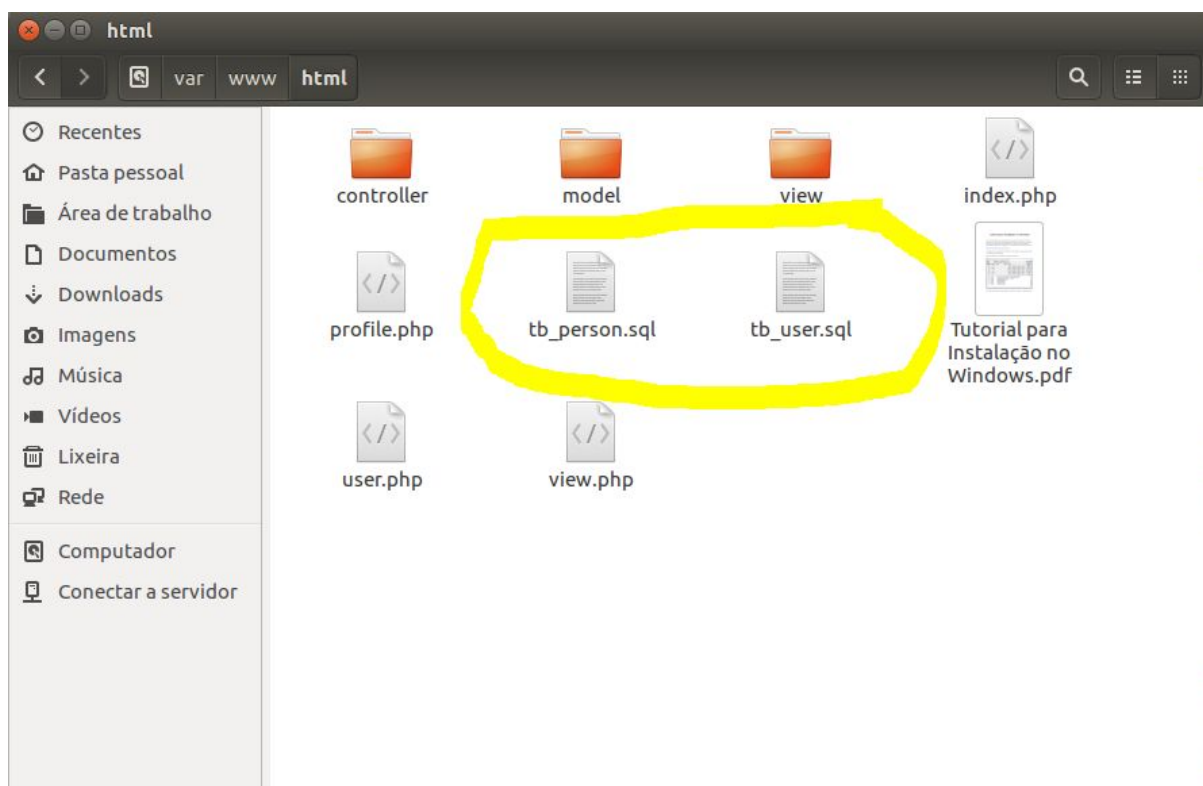 html
var www html
Recentes
Pasta pessoal
Área de trabalho
Documentos
Downloads
Imagens
Música
Vídeos
Lixeira
Rede
Computador
Conectar a servidor
controller model view index.php
profile.php tb_person.sql tb_user.sql Tutorial para
Instalação no
Windows.pdf
user.php view.php